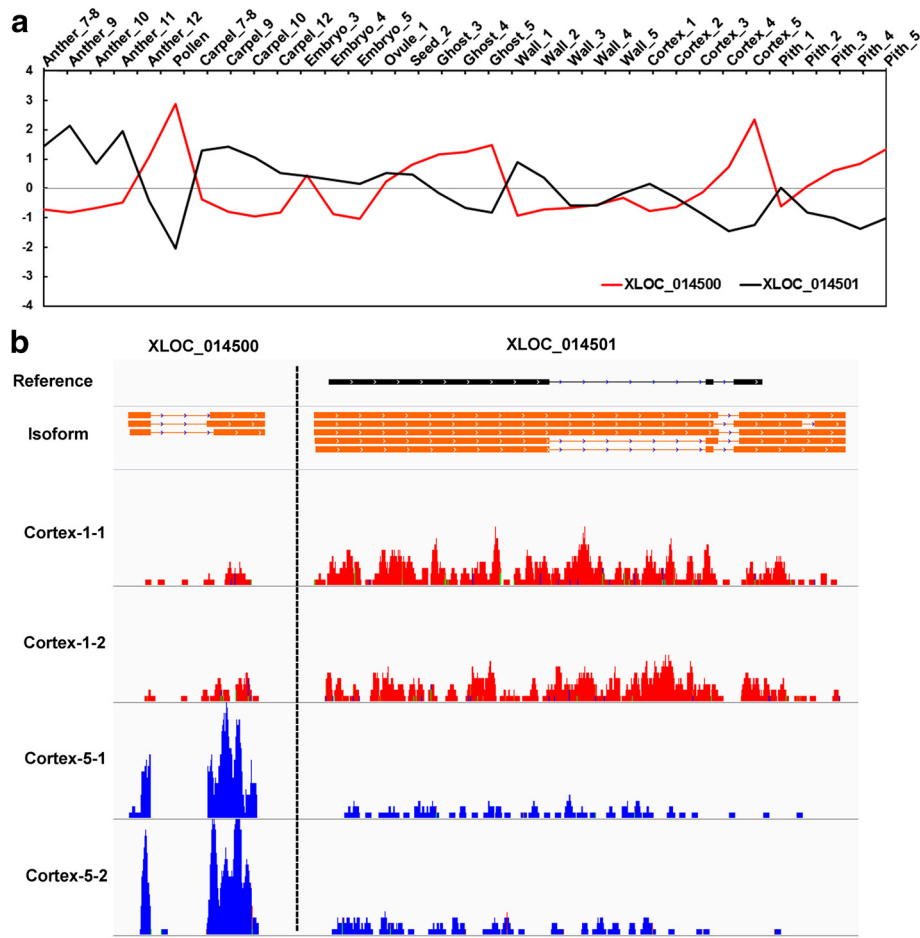 a
Anther_7-8
Anther_9
Anther_10
Anther_11
Anther_12
Pollen
Carpel_7-8
Carpel_9
Carpel_10
Carpel_12
Embryo_3
Embryo_4
Embryo_5
Ovule_1
Seed_2
Ghost_3
Ghost_4
Ghost_5
Wall_1
Wall_2
Wall_3
Wall_4
Wall_5
Cortex_1
Cortex_2
Cortex_3
Cortex_4
Cortex_5
Pith_1
Pith_2
Pith_3
Pith_4
Pith_5
4
3
2
1
0
-1
-2
-3
-4
XLOC_014500 XLOC_014501
b
XLOC_014500 XLOC_014501
Reference
Isoform
Cortex-1-1
Cortex-1-2
Cortex-5-1
Cortex-5-2